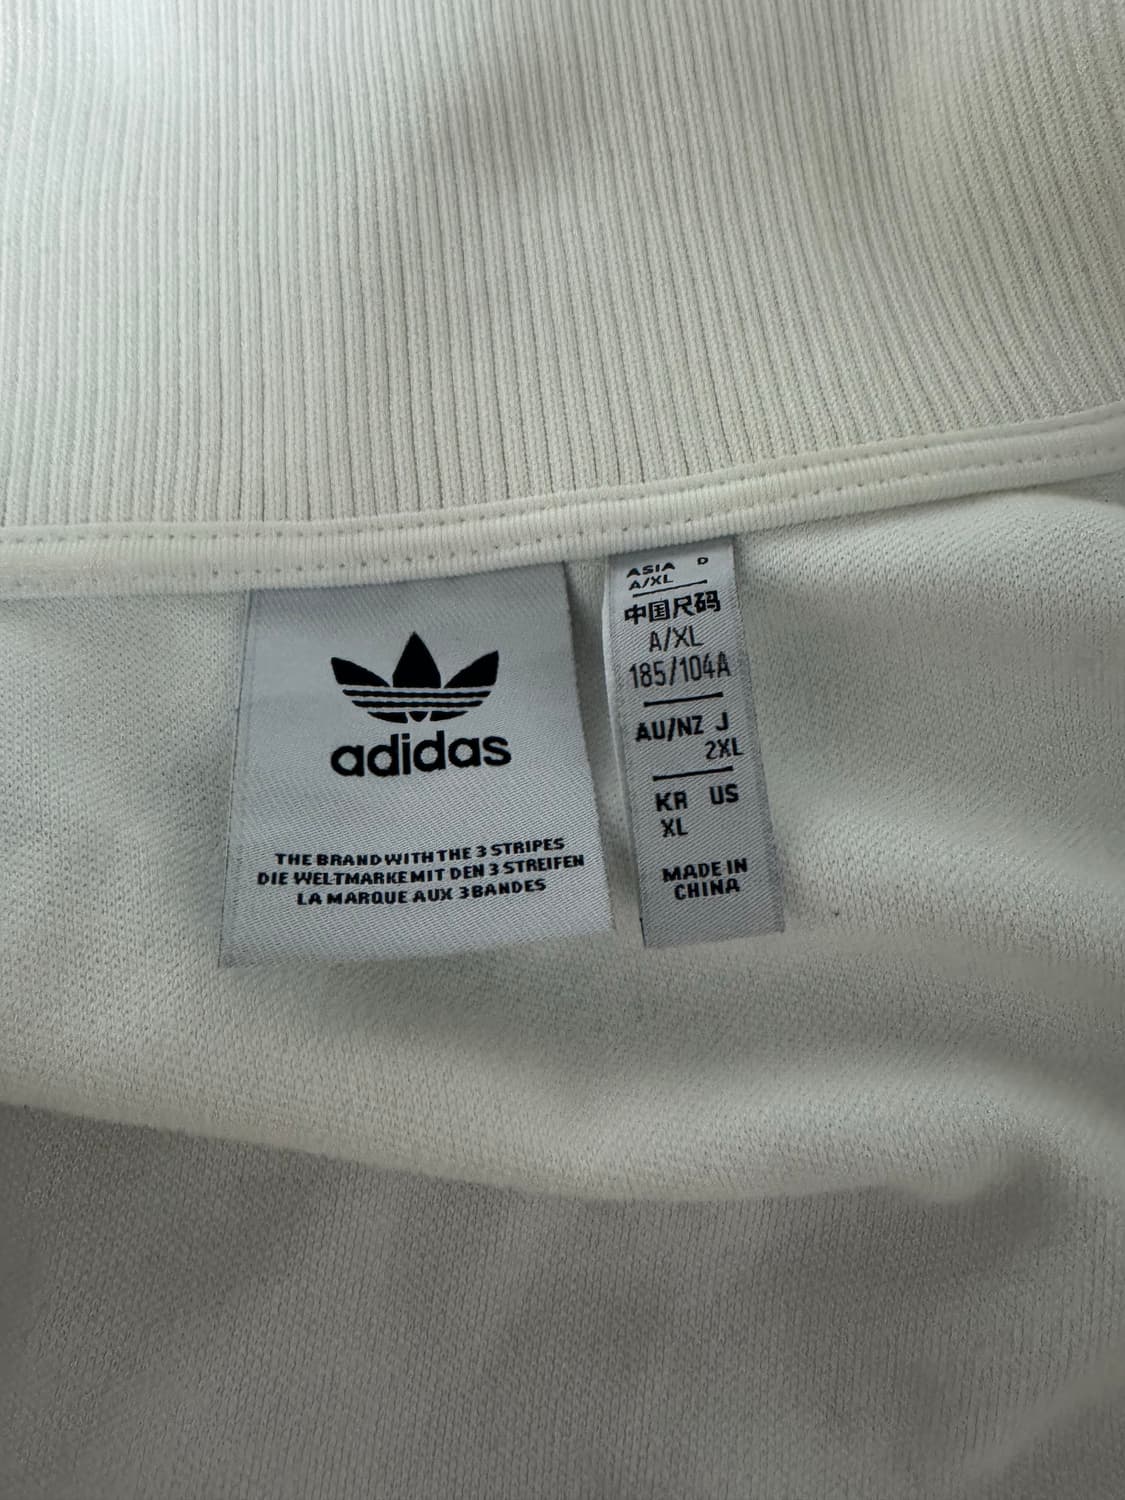 adidas
THE BRAND WITH THE 3 STRIPES
DIE WELTMARKE MIT DEN 3 STREIFEN
LA MARQUE AUX 3 BANDES
ASIA D
A/XL
中国尺码
A/XL
185/104A
AU/NZ J
2XL
KR US
XL
MADE IN
CHINA